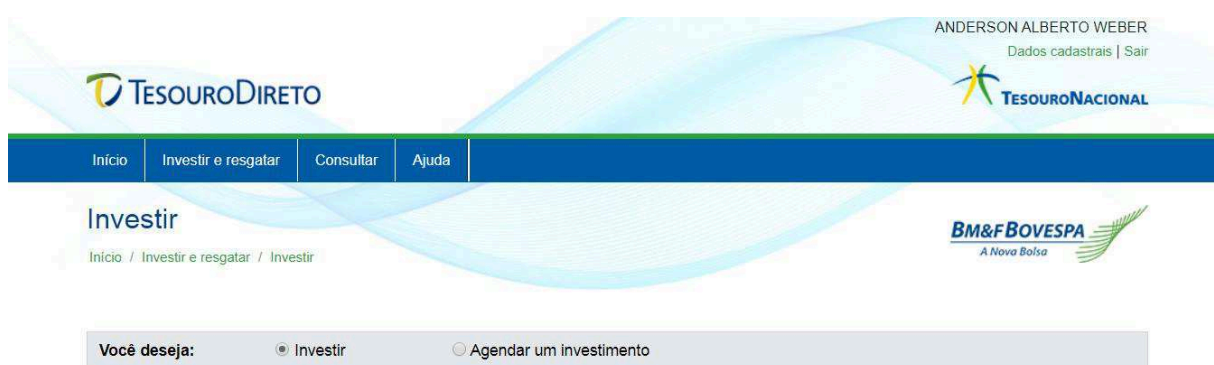 ANDERSON ALBERTO WEBER
Dados cadastrais | Sair
TESOURODIRETO
TESOURONACIONAL
Início
Investir e resgatar
Consultar
Ajuda
Investir
Início / Investir e resgatar / Investir
BM&FBOVESPA
A Nova Bolsa
Você deseja: Investir Agendar um investimento